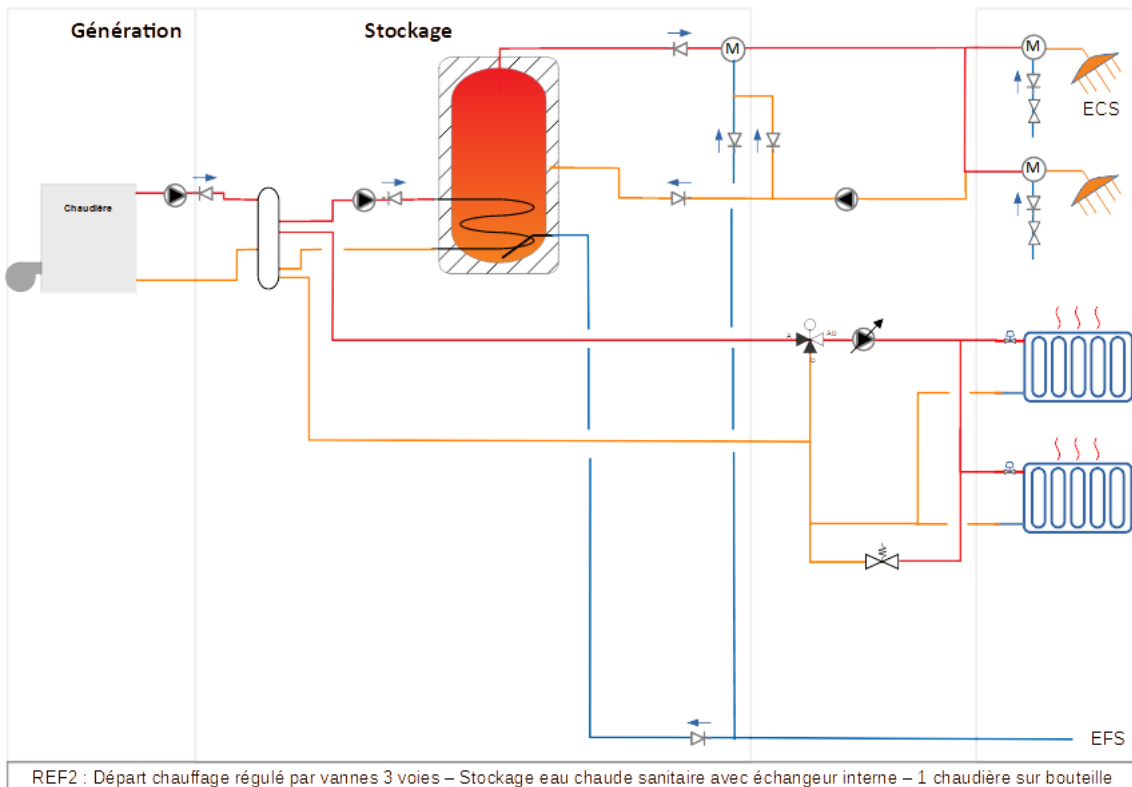 Génération
Stockage
M
M
ECS
M
Chaudière
A
AB
B
EFS
REF2 : Départ chauffage régulé par vannes 3 voies – Stockage eau chaude sanitaire avec échangeur interne – 1 chaudière sur bouteille